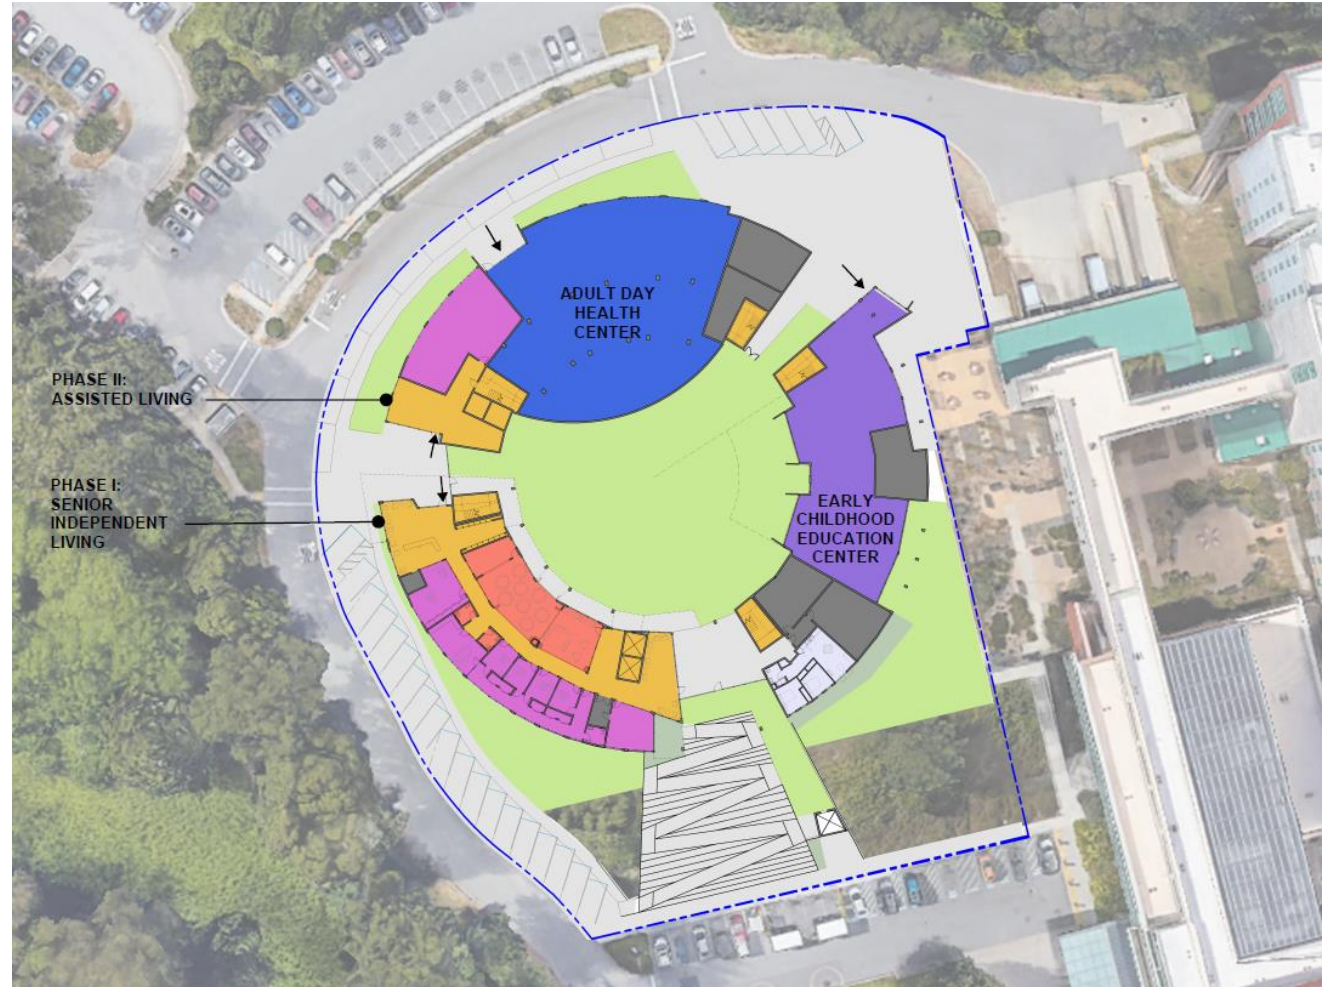 ADULT DAY
HEALTH
CENTER
PHASE II:
ASSISTED LIVING
PHASE I:
SENIOR
INDEPENDENT
LIVING
EARLY
CHILDHOOD
EDUCATION
CENTER